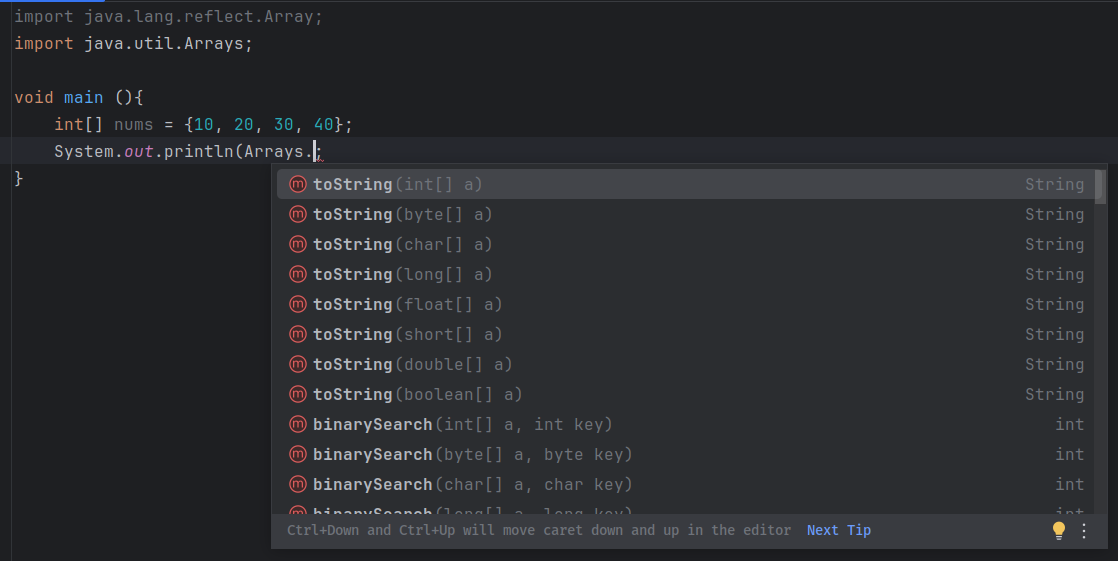 import java.lang.reflect.Array;
import java.util.Arrays;
void main (){
    int[] nums = {10, 20, 30, 40};
    System.out.println(Arrays.;
}
toString(int[] a) String
toString(byte[] a) String
toString(char[] a) String
toString(long[] a) String
toString(float[] a) String
toString(short[] a) String
toString(double[] a) String
toString(boolean[] a) String
binarySearch(int[] a, int key) int
binarySearch(byte[] a, byte key) int
binarySearch(char[] a, char key) int
binarySearch(long[] a, long key) int
Ctrl+Down and Ctrl+Up will move caret down and up in the editor Next Tip